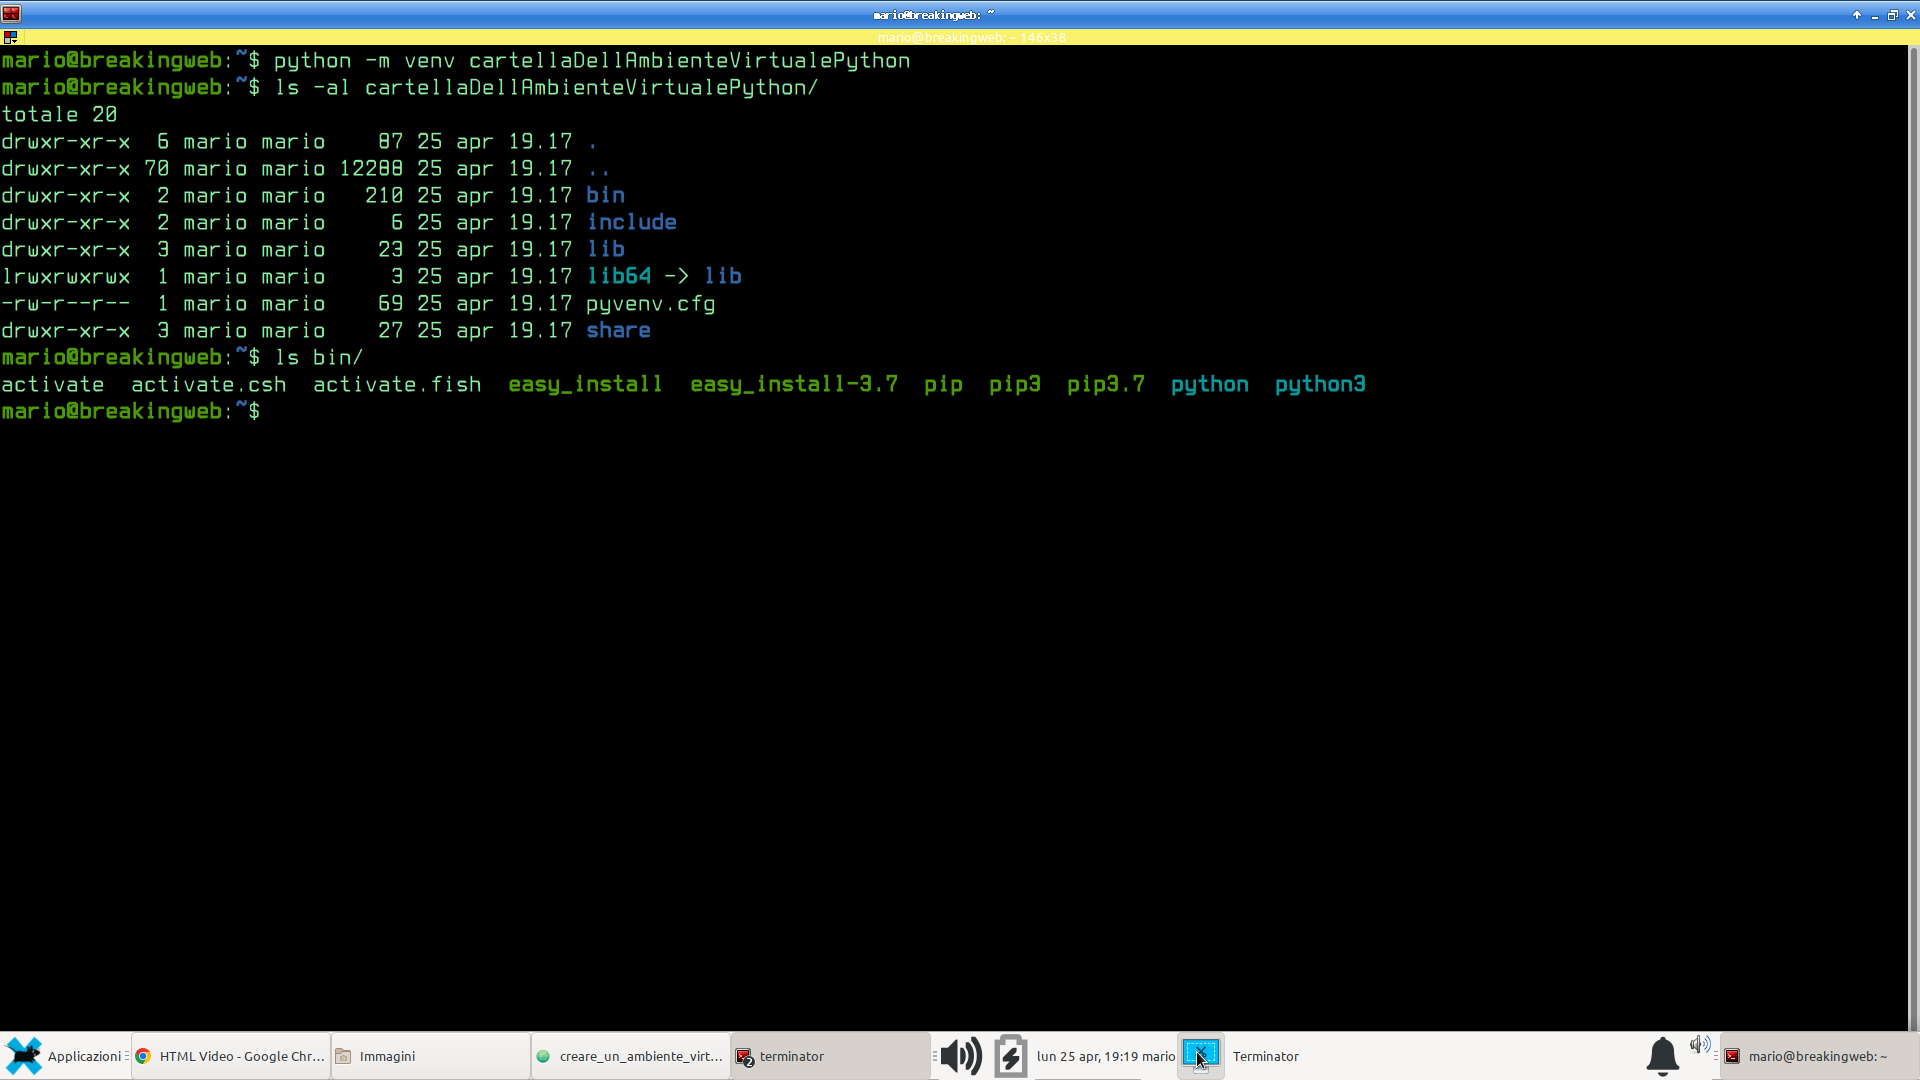 mario@breakingweb: ~
mario@breakingweb: ~ 146x38
mario@breakingweb:~$ python -m venv cartellaDellAmbienteVirtualePython
mario@breakingweb:~$ ls -al cartellaDellAmbienteVirtualePython/
totale 20
drwxr-xr-x  6 mario mario    87 25 apr 19.17 .
drwxr-xr-x 70 mario mario 12288 25 apr 19.17 ..
drwxr-xr-x  2 mario mario   210 25 apr 19.17 bin
drwxr-xr-x  2 mario mario     6 25 apr 19.17 include
drwxr-xr-x  3 mario mario    23 25 apr 19.17 lib
lrwxrwxrwx  1 mario mario     3 25 apr 19.17 lib64 -> lib
-rw-r--r--  1 mario mario    69 25 apr 19.17 pyvenv.cfg
drwxr-xr-x  3 mario mario    27 25 apr 19.17 share
mario@breakingweb:~$ ls bin/
activate  activate.csh  activate.fish  easy_install  easy_install-3.7  pip  pip3  pip3.7  python  python3
mario@breakingweb:~$
Applicazioni HTML Video - Google Chr... Immagini creare_un_ambiente_virt... 2 terminator lun 25 apr, 19:19 mario Terminator mario@breakingweb: ~